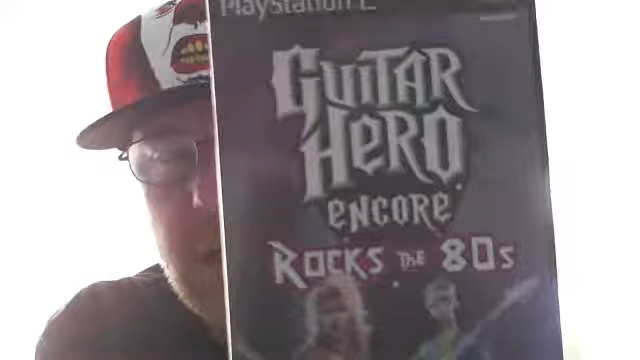 PlayStation 2
GUITAR
HERO
ENCORE
ROCKS THE 80s